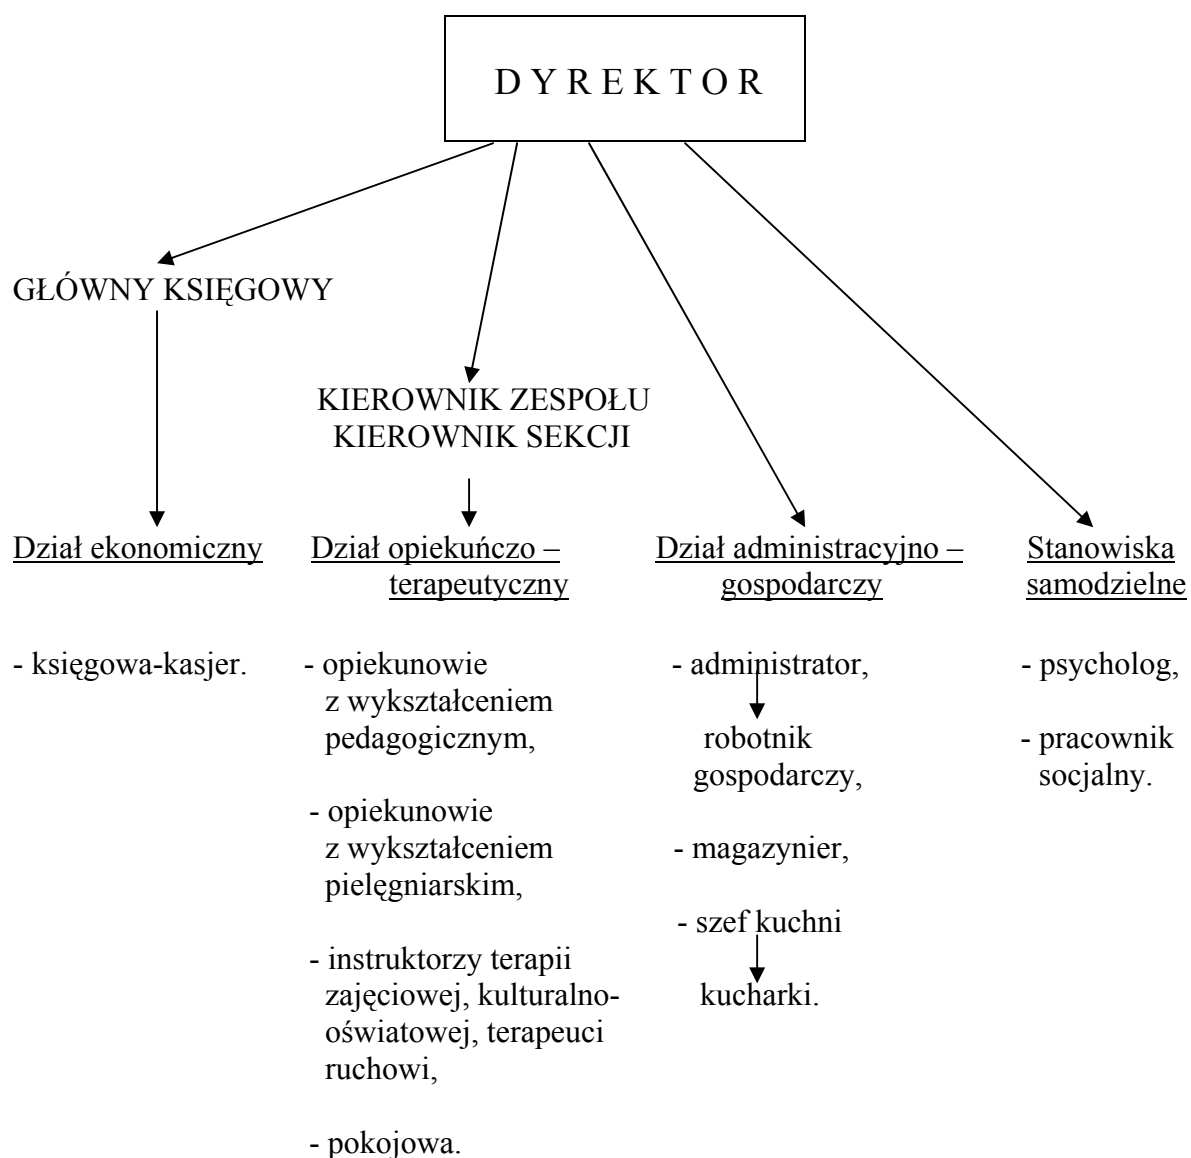 D Y R E K T O R
GŁÓWNY KSIĘGOWY
KIEROWNIK ZESPOŁU
KIEROWNIK SEKCJI
Dział ekonomiczny
- księgowa-kasjer.
Dział opiekuńczo –
terapeutyczny
- opiekunowie
z wykształceniem
pedagogicznym,
- opiekunowie
z wykształceniem
pielęgniarskim,
- instruktorzy terapii
zajęciowej, kulturalno-
oświatowej, terapeuci
ruchowi,
- pokojowa.
Dział administracyjno –
gospodarczy
- administrator,
robotnik
gospodarczy,
- magazynier,
- szef kuchni
kucharki.
Stanowiska
samodzielne
- psycholog,
- pracownik
socjalny.